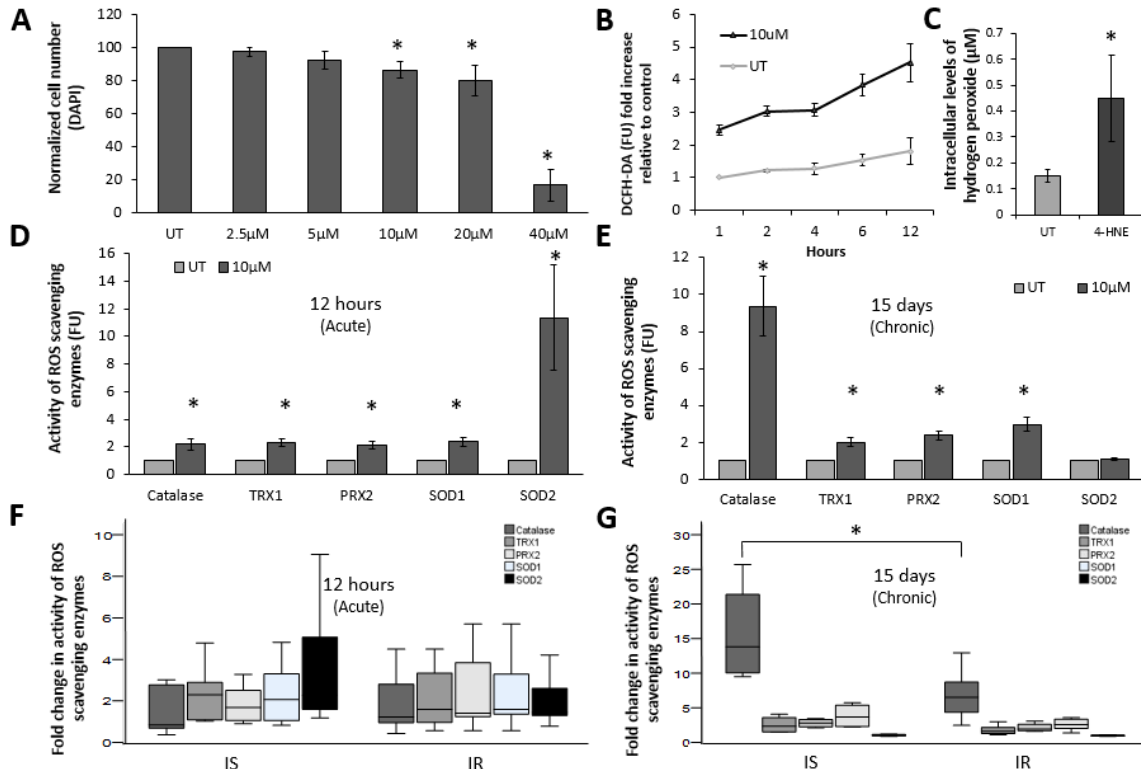 A
Normalized cell number
(DAPI)
120
100
80
60
40
20
0
*
*
*
UT
2.5µM
5µM
10µM
20µM
40µM
B
DCFH-DA (FU) fold increase
relative to control
6
5
4
3
2
1
0
10uM
UT
1
2
4
6
12
Hours
C
Intracellular levels of
hydrogen peroxide (µM)
0.7
0.6
0.5
0.4
0.3
0.2
0.1
0
*
UT
4-HNE
D
Activity of ROS scavenging
enzymes (FU)
16
14
12
10
8
6
4
2
0
UT
10µM
12 hours
(Acute)
*
*
*
*
*
Catalase
TRX1
PRX2
SOD1
SOD2
E
Activity of ROS scavenging
enzymes (FU)
12
10
8
6
4
2
0
UT
10µM
15 days
(Chronic)
*
*
*
*
Catalase
TRX1
PRX2
SOD1
SOD2
F
Fold change in activity of ROS
scavenging enzymes
10
8
6
4
2
0
12 hours
(Acute)
Catalase
TRX1
PRX2
SOD1
SOD2
IS
IR
G
Fold change in activity of ROS
scavenging enzymes
30
25
20
15
10
5
0
*
15 days
(Chronic)
Catalase
TRX1
PRX2
SOD1
SOD2
IS
IR